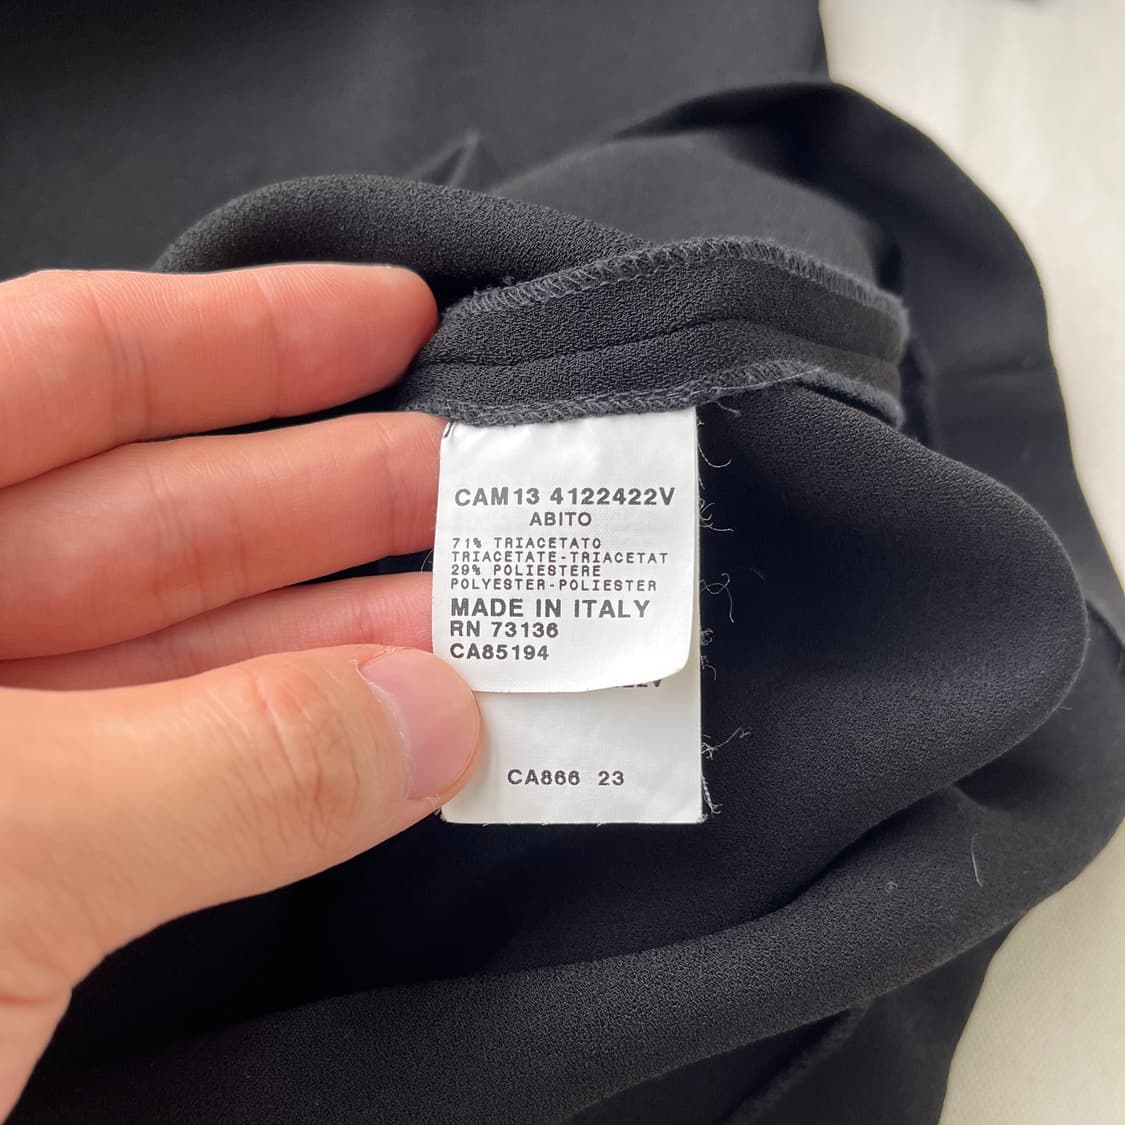 CAM13 4122422V
ABITO
71% TRIACETATO
TRIACETATE-TRIACETAT
29% POLIESTERE
POLYESTER-POLIESTER
MADE IN ITALY
RN 73136
CA85194
CA866 23